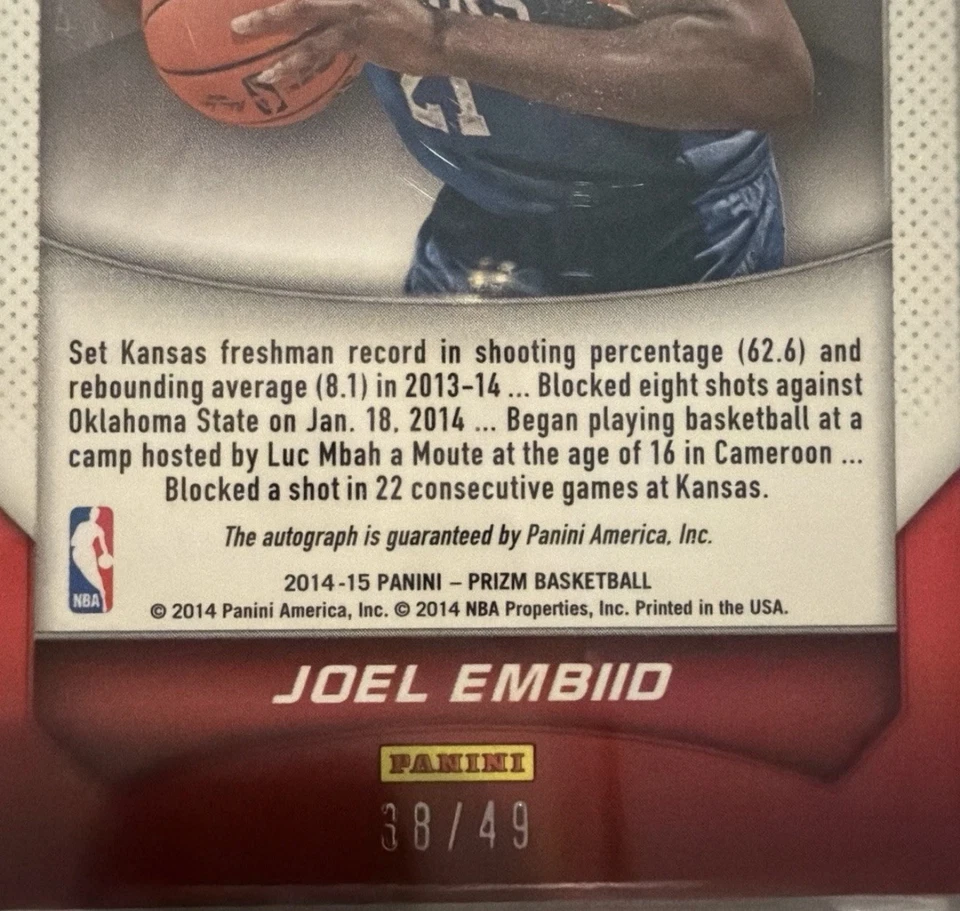 21
Set Kansas freshman record in shooting percentage (62.6) and
rebounding average (8.1) in 2013-14 ... Blocked eight shots against
Oklahoma State on Jan. 18, 2014 ... Began playing basketball at a
camp hosted by Luc Mbah a Moute at the age of 16 in Cameroon ...
Blocked a shot in 22 consecutive games at Kansas.
The autograph is guaranteed by Panini America, Inc.
NBA
2014-15 PANINI – PRIZM BASKETBALL
© 2014 Panini America, Inc. © 2014 NBA Properties, Inc. Printed in the USA.
JOEL EMBIID
PANINI
38/49